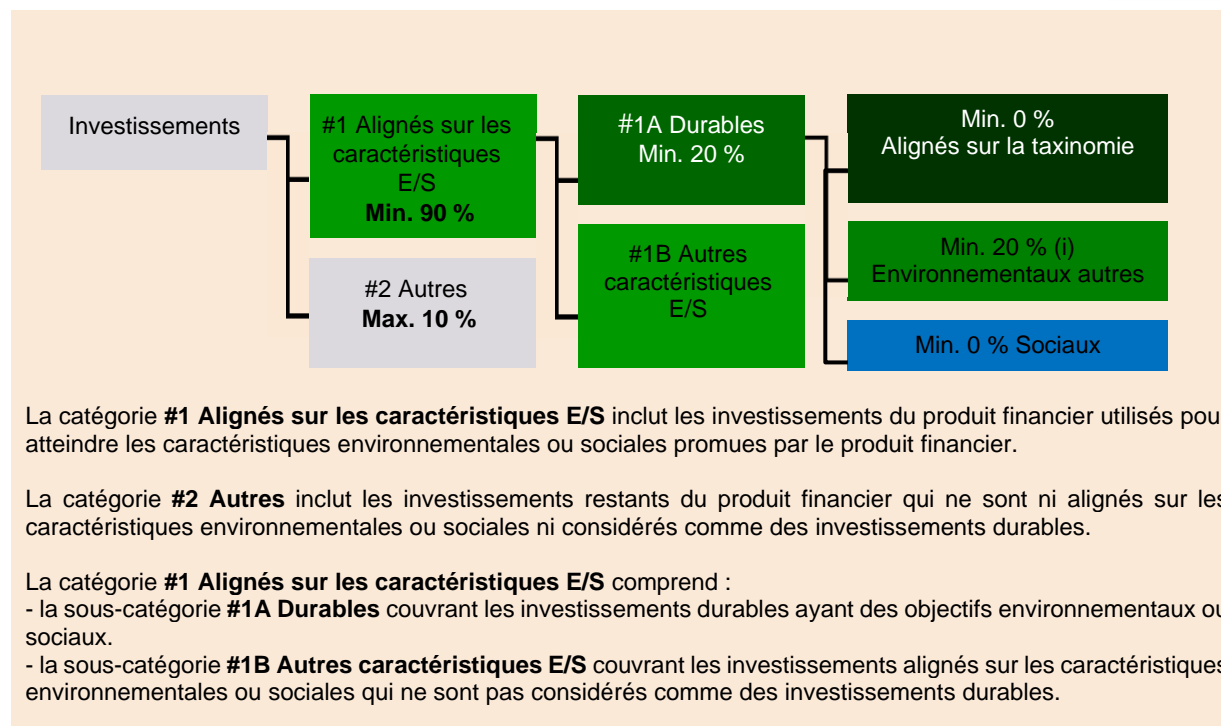 Investissements
#1 Alignés sur les
caractéristiques
E/S
Min. 90 %
#2 Autres
Max. 10 %
#1A Durables
Min. 20 %
#1B Autres
caractéristiques
E/S
Min. 0 %
Alignés sur la taxinomie
Min. 20 % (i)
Environnementaux autres
Min. 0 % Sociaux
La catégorie #1 Alignés sur les caractéristiques E/S inclut les investissements du produit financier utilisés pou
atteindre les caractéristiques environnementales ou sociales promues par le produit financier.
La catégorie #2 Autres inclut les investissements restants du produit financier qui ne sont ni alignés sur les
caractéristiques environnementales ou sociales ni considérés comme des investissements durables.
La catégorie #1 Alignés sur les caractéristiques E/S comprend :
- la sous-catégorie #1A Durables couvrant les investissements durables ayant des objectifs environnementaux ou
sociaux.
- la sous-catégorie #1B Autres caractéristiques E/S couvrant les investissements alignés sur les caractéristiques
environnementales ou sociales qui ne sont pas considérés comme des investissements durables.